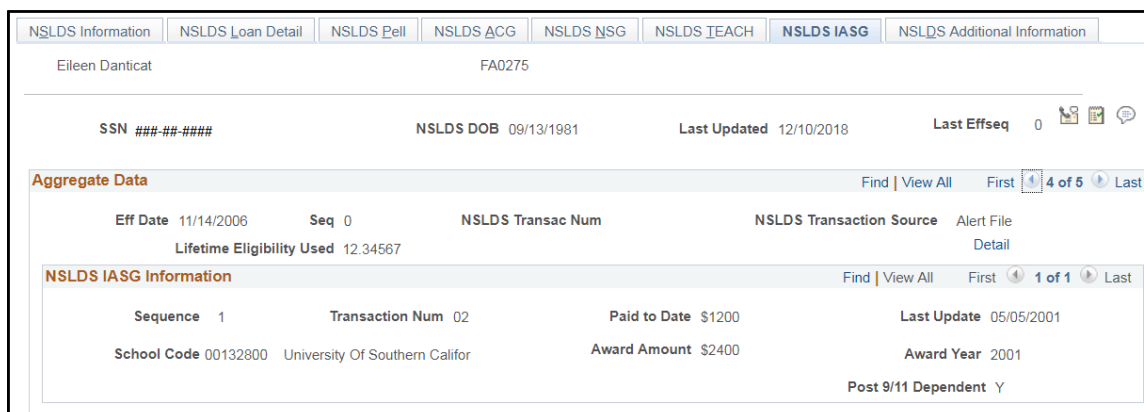 NSLDS Information NSLDS Loan Detail NSLDS Pell NSLDS ACG NSLDS NSG NSLDS TEACH NSLDS IASG NSLDS Additional Information
Eileen Danticat FA0275
SSN ###-##-#### NSLDS DOB 09/13/1981 Last Updated 12/10/2018 Last Effseq 0
Aggregate Data Find | View All First 4 of 5 Last
Eff Date 11/14/2006 Seq 0 NSLDS Transac Num NSLDS Transaction Source Alert File
Lifetime Eligibility Used 12.34567 Detail
NSLDS IASG Information Find | View All First 1 of 1 Last
Sequence 1 Transaction Num 02 Paid to Date $1200 Last Update 05/05/2001
School Code 00132800 University Of Southern Califor Award Amount $2400 Award Year 2001
Post 9/11 Dependent Y